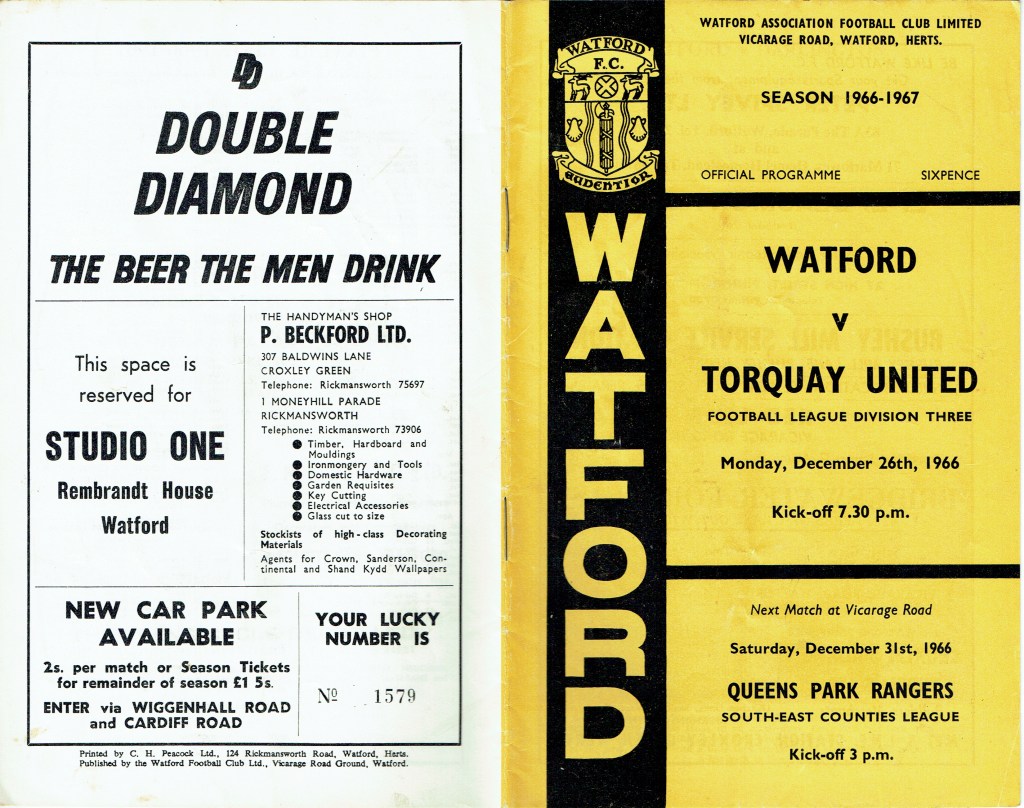 DD
DOUBLE
DIAMOND
THE BEER THE MEN DRINK
This space is
reserved for
STUDIO ONE
Rembrandt House
Watford
THE HANDYMAN'S SHOP
P. BECKFORD LTD.
307 BALDWINS LANE
CROXLEY GREEN
Telephone: Rickmansworth 75697
1 MONEYHILL PARADE
RICKMANSWORTH
Telephone: Rickmansworth 73906
● Timber, Hardboard and
Mouldings
● Ironmongery and Tools
● Domestic Hardware
● Garden Requisites
● Key Cutting
● Electrical Accessories
● Glass cut to size
Stockists of high-class Decorating
Materials
Agents for Crown, Sanderson, Con-
tinental and Shand Kydd Wallpapers
NEW CAR PARK
AVAILABLE
2s. per match or Season Tickets
for remainder of season £1 5s.
ENTER via WIGGENHALL ROAD
and CARDIFF ROAD
YOUR LUCKY
NUMBER IS
Nº 1579
Printed by C. H. Peacock Ltd., 124 Rickmansworth Road, Watford, Herts.
Published by the Watford Football Club Ltd., Vicarage Road Ground, Watford.
WATFORD
F.C.
AUDENTIOR
WATFORD
WATFORD ASSOCIATION FOOTBALL CLUB LIMITED
VICARAGE ROAD, WATFORD, HERTS.
SEASON 1966-1967
OFFICIAL PROGRAMME SIXPENCE
WATFORD
v
TORQUAY UNITED
FOOTBALL LEAGUE DIVISION THREE
Monday, December 26th, 1966
Kick-off 7.30 p.m.
Next Match at Vicarage Road
Saturday, December 31st, 1966
QUEENS PARK RANGERS
SOUTH-EAST COUNTIES LEAGUE
Kick-off 3 p.m.